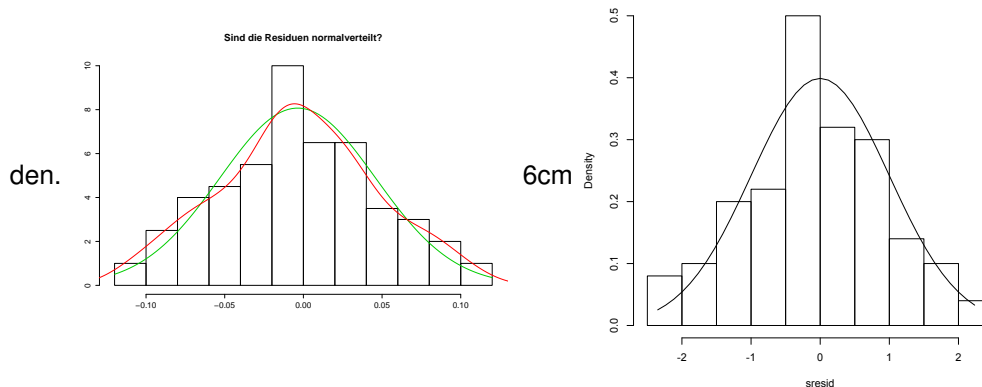 den.
Sind die Residuen normalverteilt?
0 2 4 6 8 10
−0.10 −0.05 0.00 0.05 0.10
6cm
Density
0.0 0.1 0.2 0.3 0.4 0.5
-2 -1 0 1 2
sresid